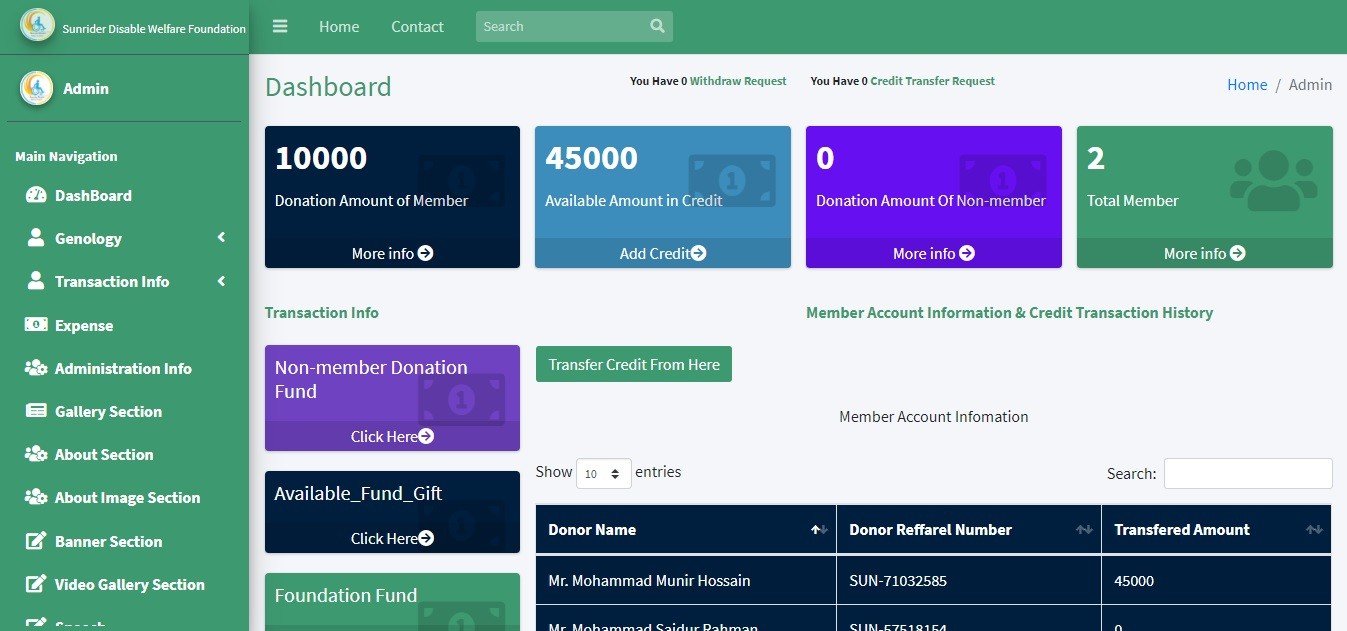 Sunrider Disable Welfare Foundation
Home
Contact
Search
Admin
Main Navigation
DashBoard
Genology
Transaction Info
Expense
Administration Info
Gallery Section
About Section
About Image Section
Banner Section
Video Gallery Section
Speech
Dashboard
You Have 0 Withdraw Request
You Have 0 Credit Transfer Request
Home / Admin
10000
Donation Amount of Member
More info
45000
Available Amount in Credit
Add Credit
0
Donation Amount Of Non-member
More info
2
Total Member
More info
Transaction Info
Member Account Information & Credit Transaction History
Non-member Donation
Fund
Click Here
Available_Fund_Gift
Click Here
Foundation Fund
Transfer Credit From Here
Member Account Infomation
Show 10 entries
Search:
Donor Name
Donor Reffarel Number
Transfered Amount
Mr. Mohammad Munir Hossain
SUN-71032585
45000
Mr. Mohammad Saidur Rahman
SUN-57518154
0